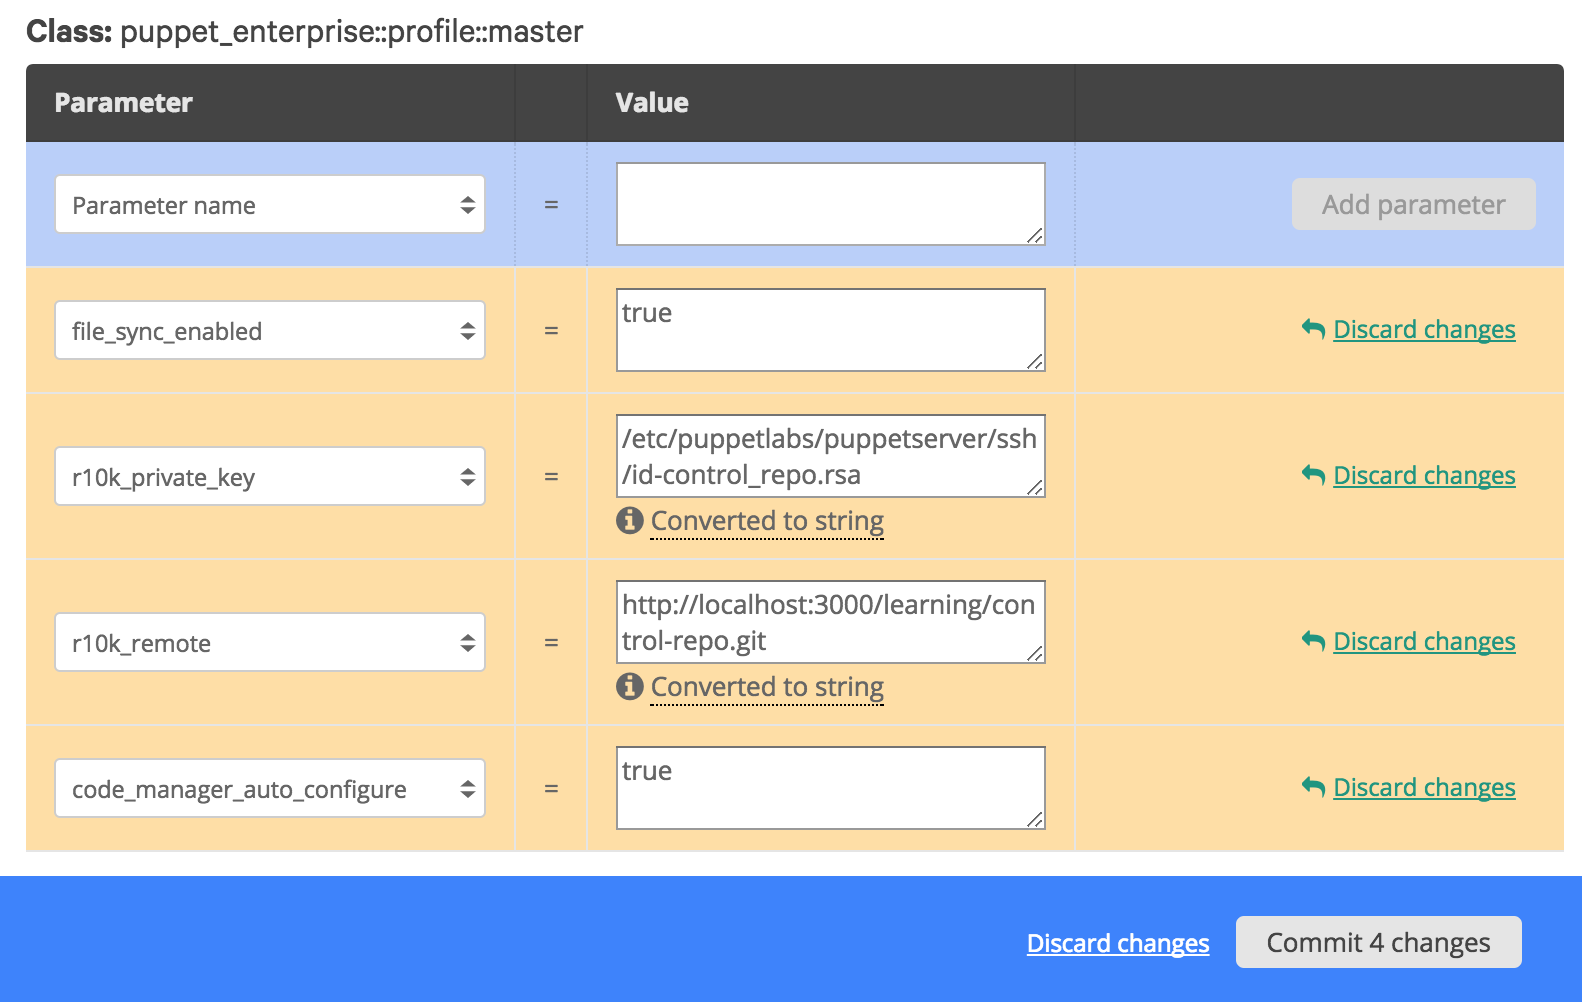 Class: puppet_enterprise::profile::master
Parameter Value
Parameter name = Add parameter
file_sync_enabled = true Discard changes
r10k_private_key = /etc/puppetlabs/puppetserver/ssh
/id-control_repo.rsa Discard changes
Converted to string
r10k_remote = http://localhost:3000/learning/con
trol-repo.git Discard changes
Converted to string
code_manager_auto_configure = true Discard changes
Discard changes Commit 4 changes